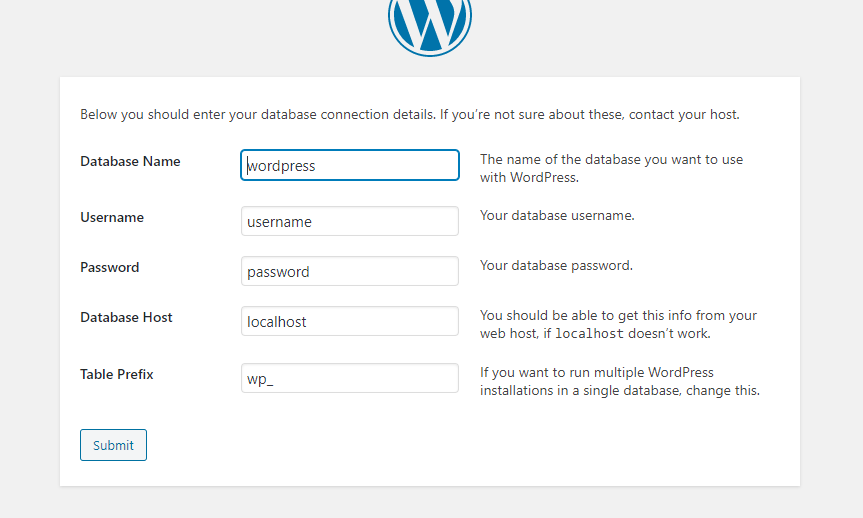 Below you should enter your database connection details. If you’re not sure about these, contact your host.
Database Name
wordpress
The name of the database you want to use
with WordPress.
Username
username
Your database username.
Password
password
Your database password.
Database Host
localhost
You should be able to get this info from your
web host, if localhost doesn’t work.
Table Prefix
wp_
If you want to run multiple WordPress
installations in a single database, change this.
Submit